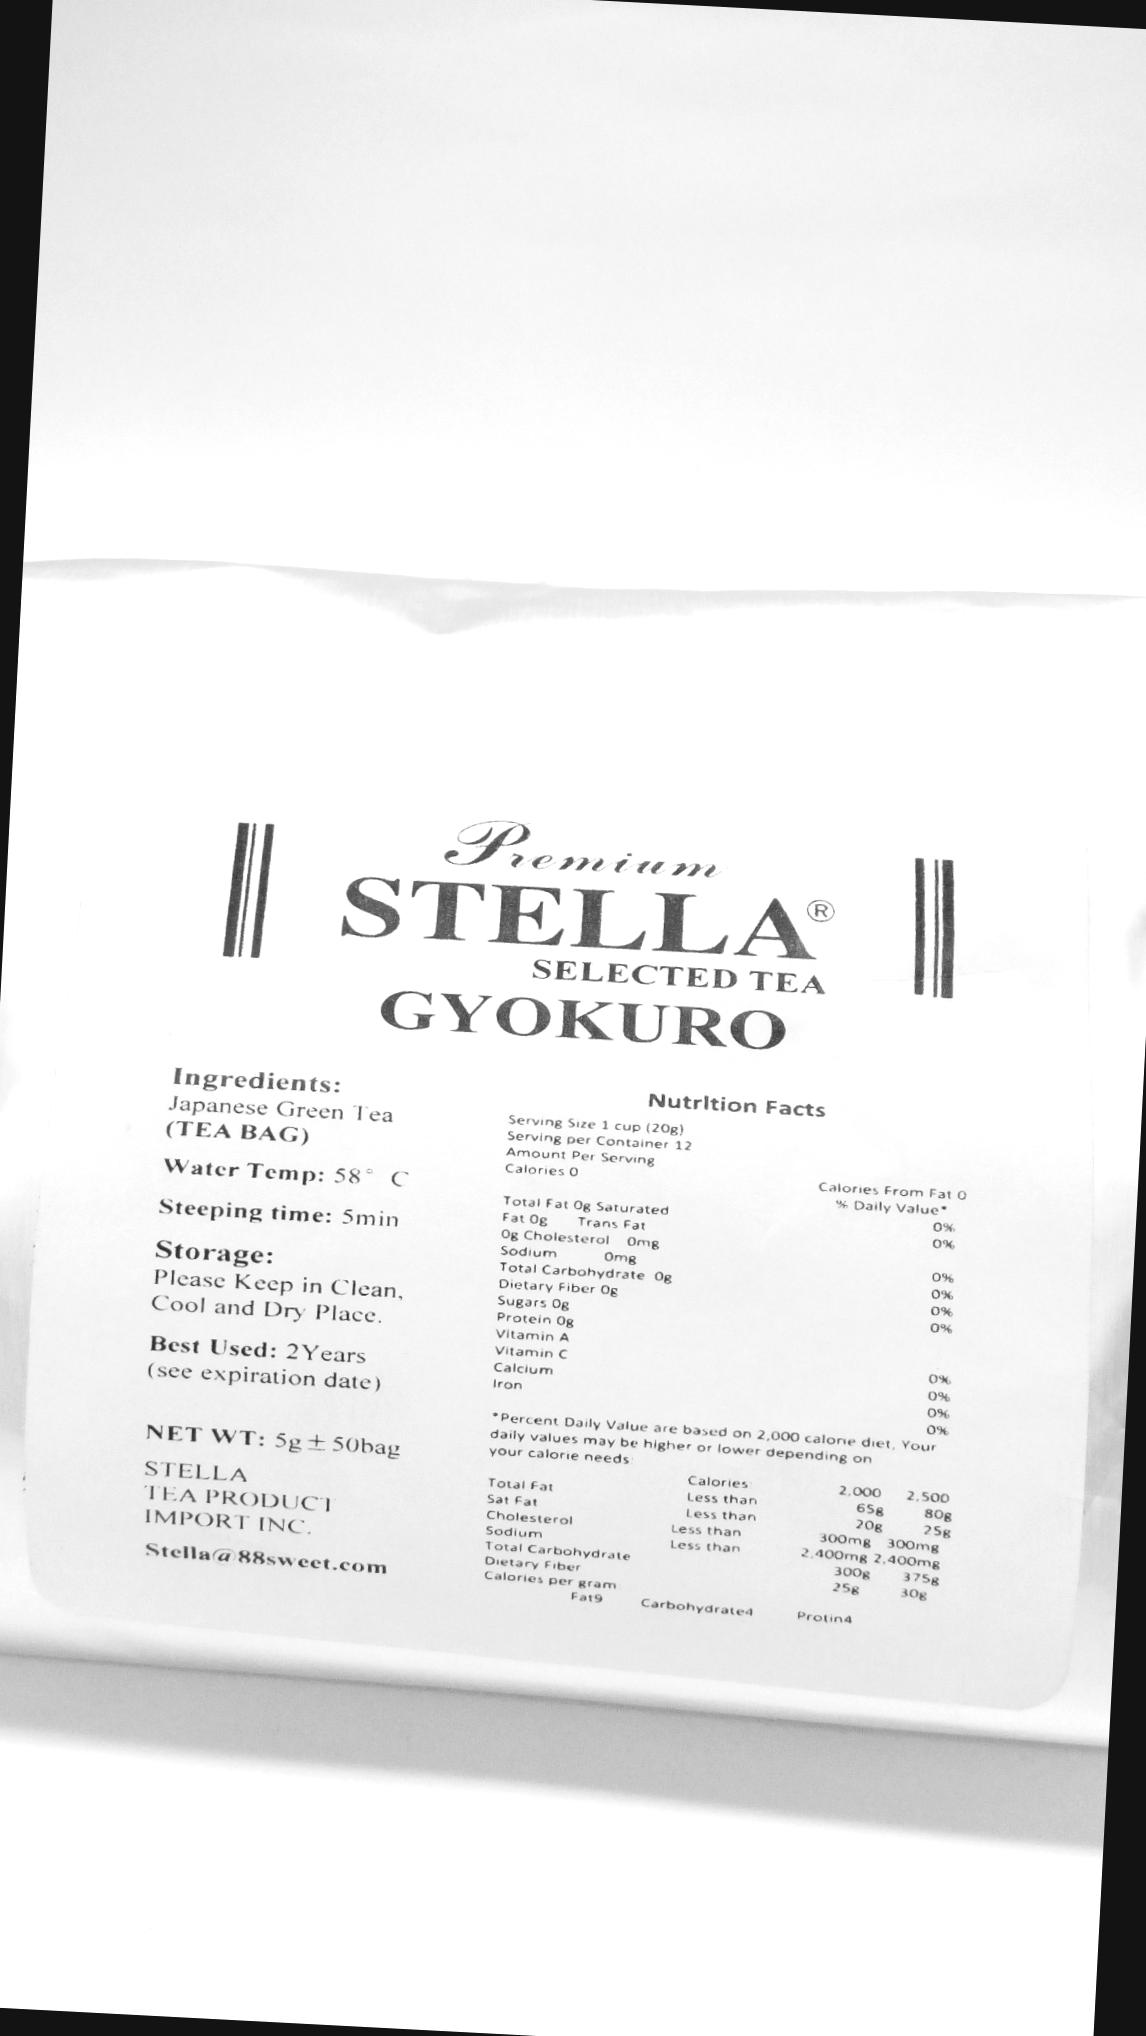 Premium
STELLA®
SELECTED TEA
GYOKURO
Ingredients:
Japanese Green Tea
(TEA BAG)
Water Temp: 58° C
Steeping time: 5min
Storage:
Please Keep in Clean,
Cool and Dry Place.
Best Used: 2Years
(see expiration date)
NET WT: 5g±50bag
STELLA
TEA PRODUCT
IMPORT INC.
Stella@88sweet.com
NutrItion Facts
Serving Size 1 cup (20g)
Serving per Container 12
Amount Per Serving
Calories 0 Calories From Fat 0
% Daily Value*
Total Fat 0g Saturated 0%
Fat 0g Trans Fat 0%
0g Cholesterol 0mg
Sodium 0mg 0%
Total Carbohydrate 0g 0%
Dietary Fiber 0g 0%
Sugars 0g 0%
Protein 0g
Vitamin A
Vitamin C 0%
Calcium 0%
Iron 0%
0%
*Percent Daily Value are based on 2,000 calorie diet, Your
daily values may be higher or lower depending on
your calorie needs
Calories 2,000 2,500
Total Fat Less than 65g 80g
Sat Fat Less than 20g 25g
Cholesterol Less than 300mg 300mg
Sodium Less than 2,400mg 2,400mg
Total Carbohydrate 300g 375g
Dietary Fiber 25g 30g
Calories per gram
Fat9 Carbohydrate4 Protin4